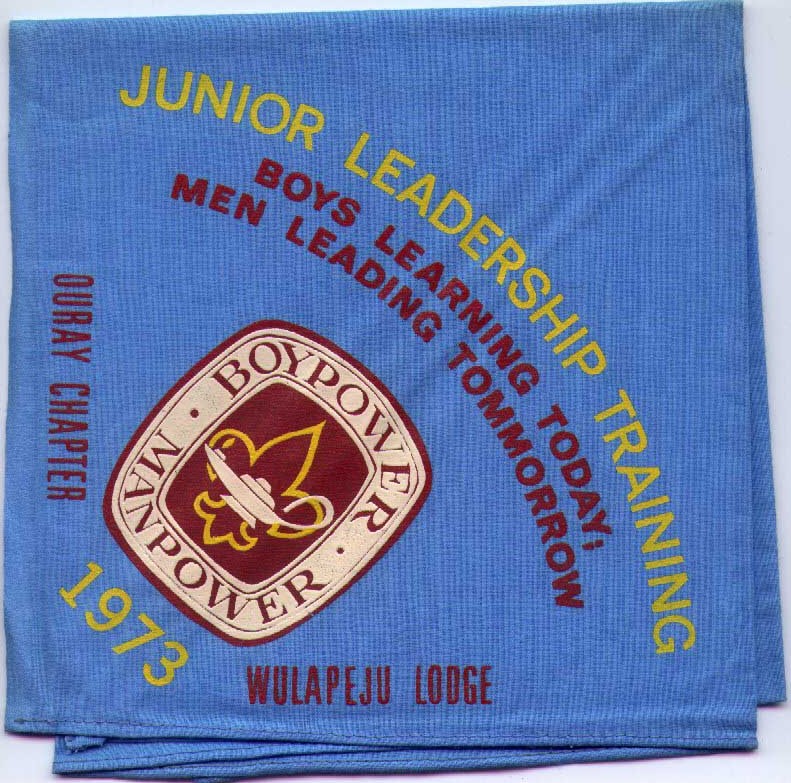 JUNIOR LEADERSHIP TRAINING
BOYS LEARNING TODAY;
MEN LEADING TOMMORROW
OURAY CHAPTER
BOYPOWER •
MANPOWER •
1973
WULAPEJU LODGE